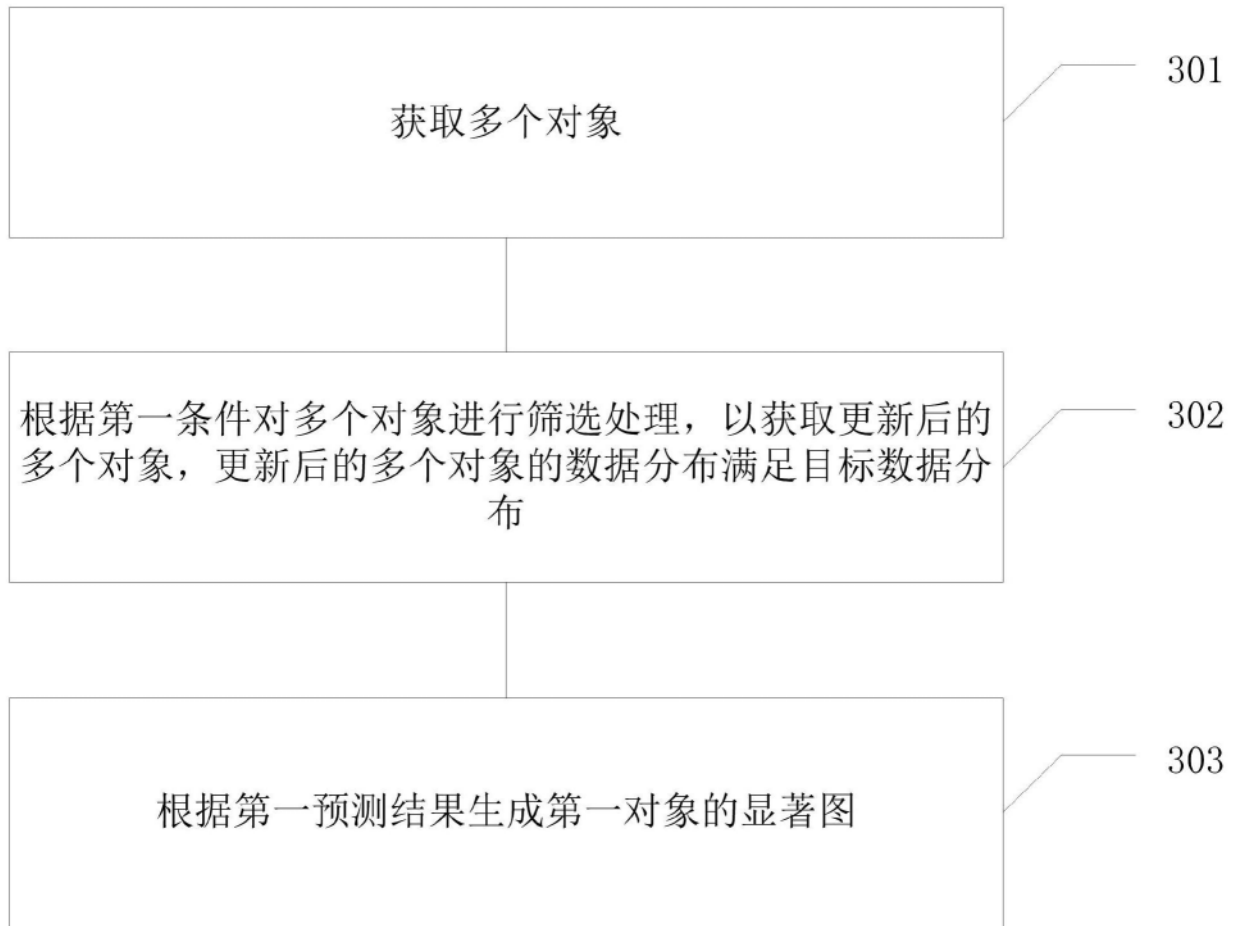 获取多个对象
301
根据第一条件对多个对象进行筛选处理，以获取更新后的
多个对象，更新后的多个对象的数据分布满足目标数据分
布
302
根据第一预测结果生成第一对象的显著图
303